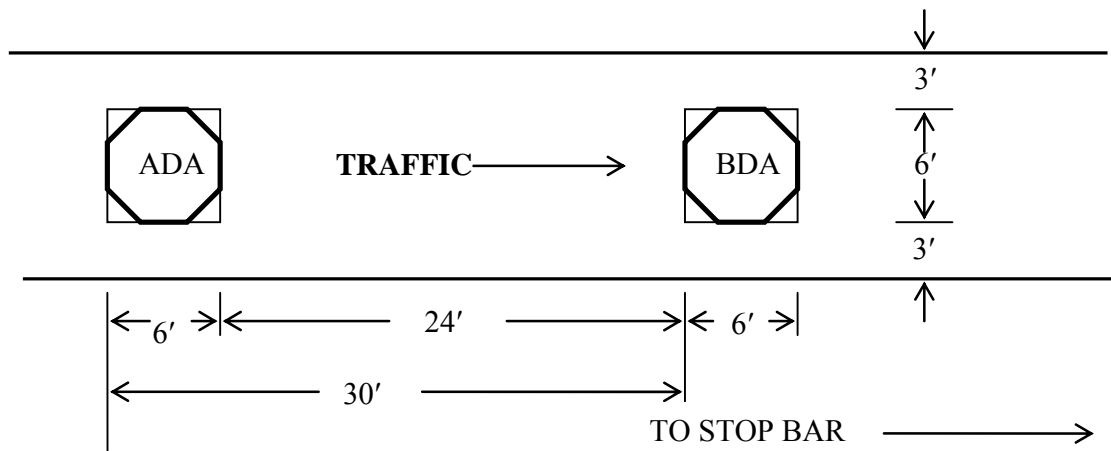 3′
ADA
TRAFFIC
BDA
6′
3′
6′
24′
6′
30′
TO STOP BAR